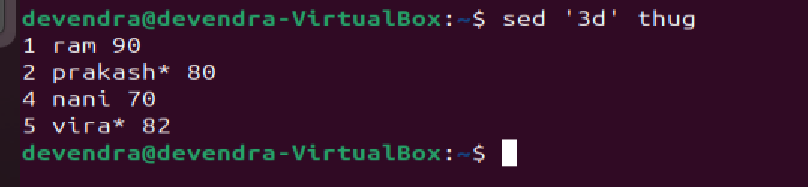 devendra@devendra-VirtualBox:~$ sed '3d' thug
1 ram 90
2 prakash* 80
4 nani 70
5 vira* 82
devendra@devendra-VirtualBox:~$